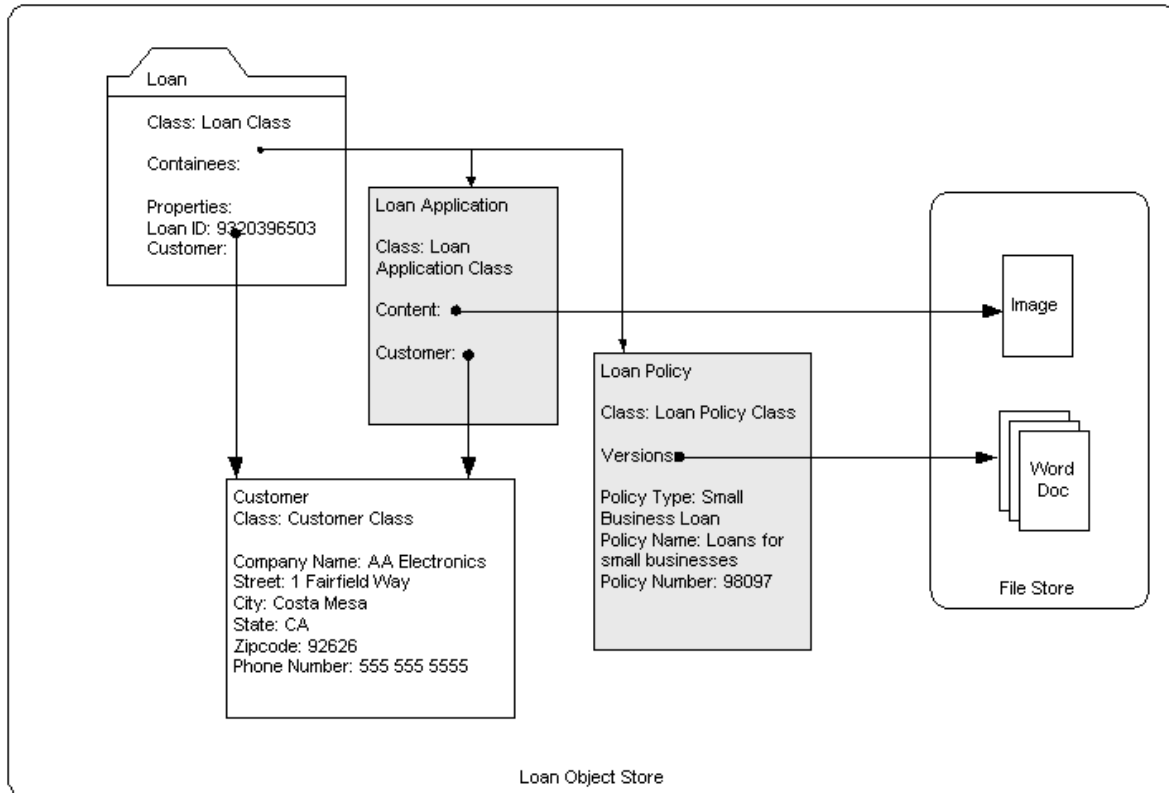 Loan
Class: Loan Class
Containees:
Properties:
Loan ID: 9320396503
Customer:
Loan Application
Class: Loan
Application Class
Content:
Customer:
Loan Policy
Class: Loan Policy Class
Versions
Policy Type: Small
Business Loan
Policy Name: Loans for
small businesses
Policy Number: 98097
Image
Word
Doc
File Store
Customer
Class: Customer Class
Company Name: AA Electronics
Street: 1 Fairfield Way
City: Costa Mesa
State: CA
Zipcode: 92626
Phone Number: 555 555 5555
Loan Object Store